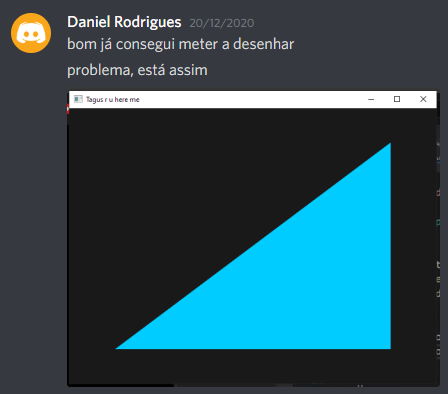 Daniel Rodrigues 20/12/2020
bom já consegui meter a desenhar
problema, está assim
Tagus r u here me